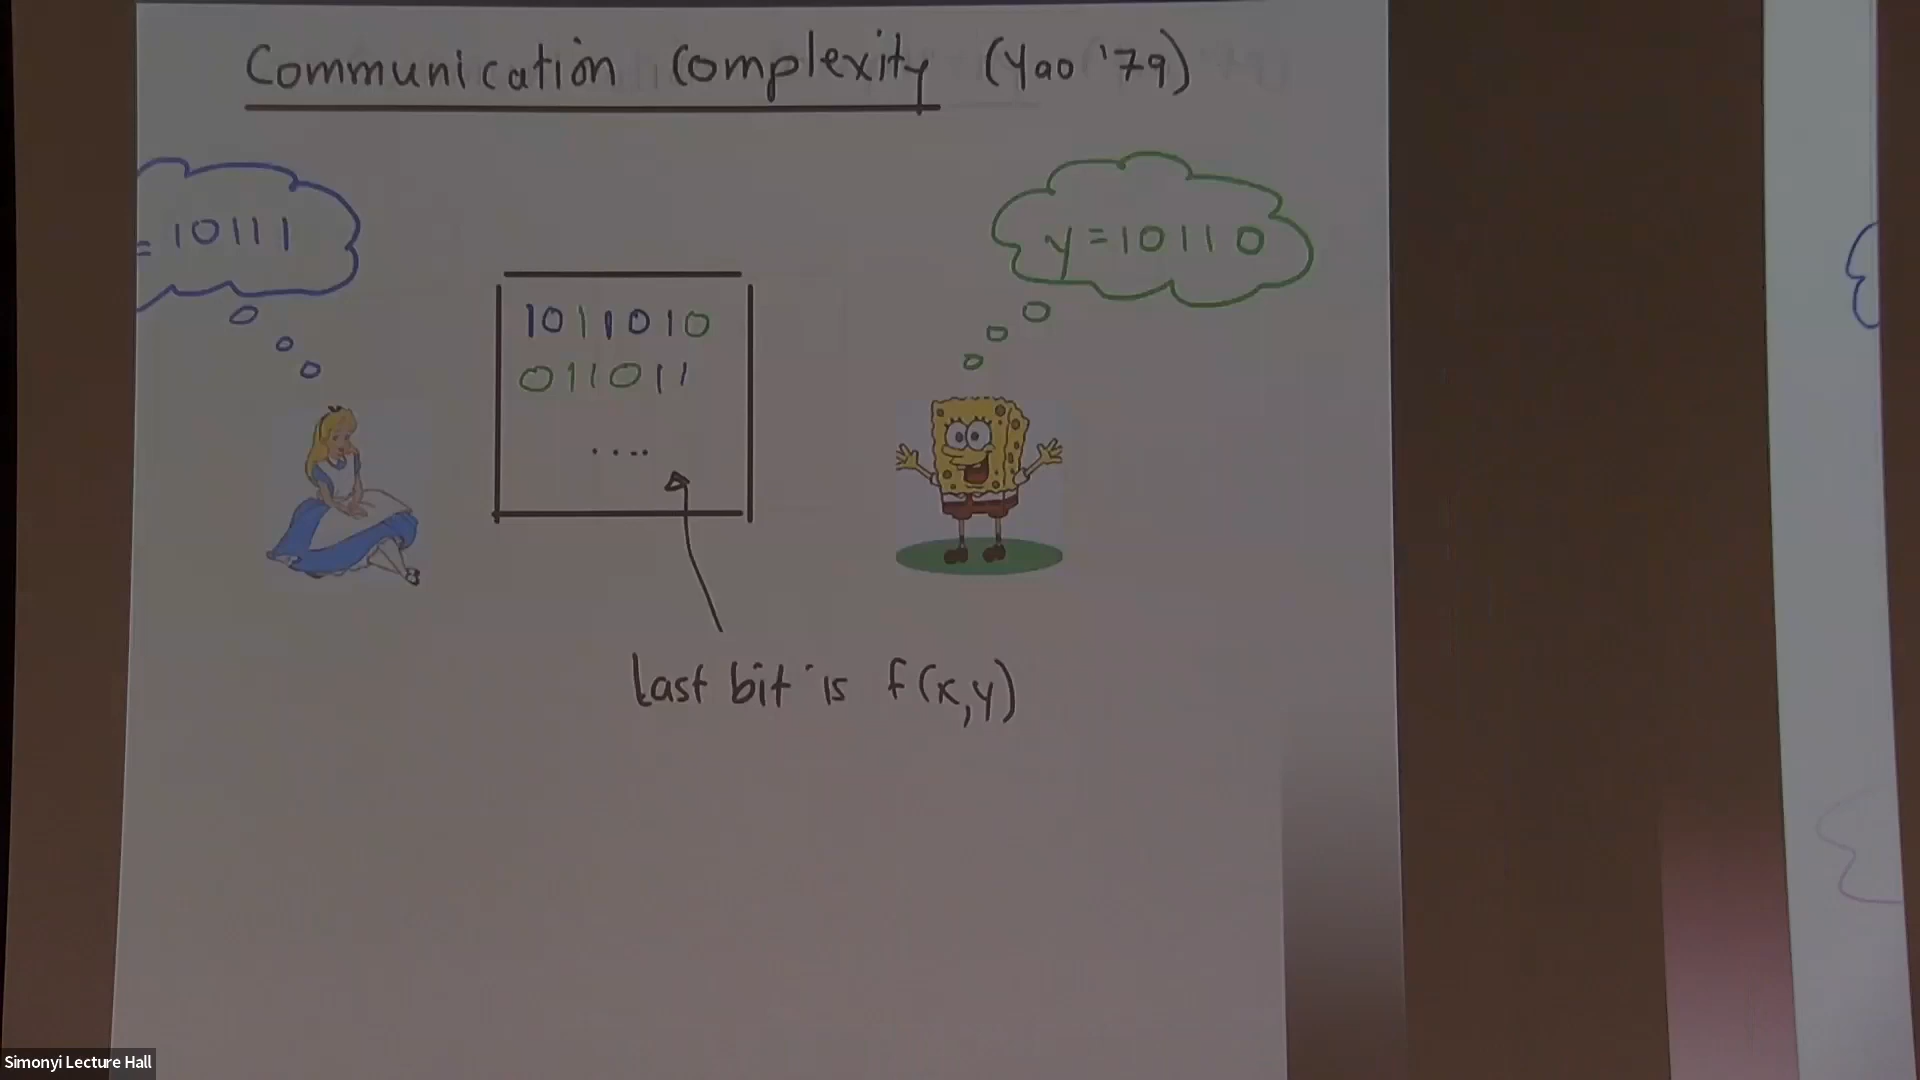 Communication complexity (Yao '79)
= 10111
y = 10110
1011010
011011
....
last bit is f(x,y)
Simonyi Lecture Hall